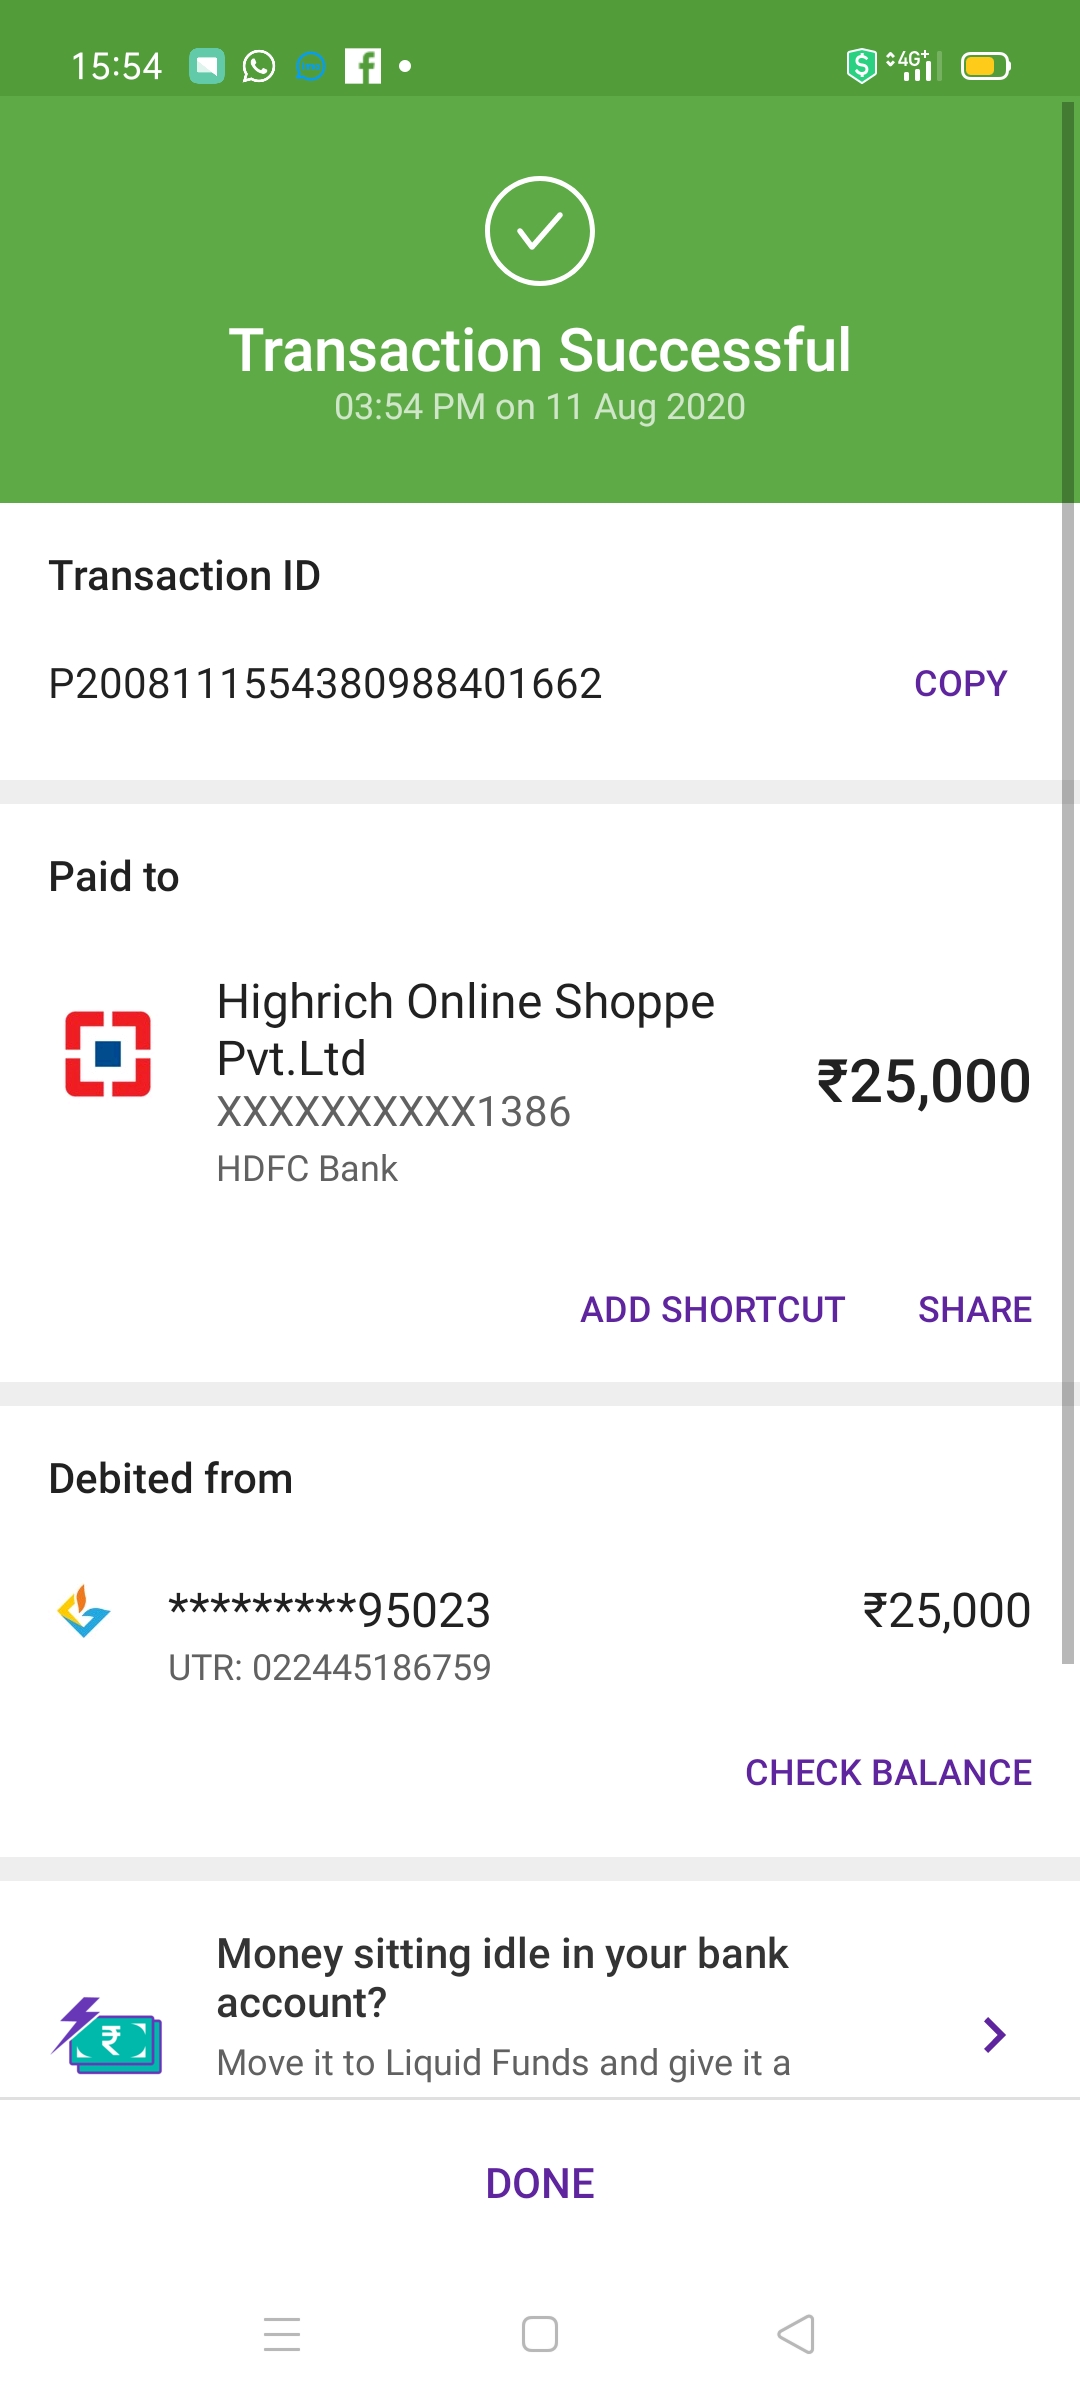 15:54
4G+
Transaction Successful
03:54 PM on 11 Aug 2020
Transaction ID
P2008111554380988401662
COPY
Paid to
Highrich Online Shoppe
Pvt.Ltd
₹25,000
XXXXXXXXXX1386
HDFC Bank
ADD SHORTCUT SHARE
Debited from
*********95023 ₹25,000
UTR: 022445186759
CHECK BALANCE
Money sitting idle in your bank
account?
Move it to Liquid Funds and give it a
DONE